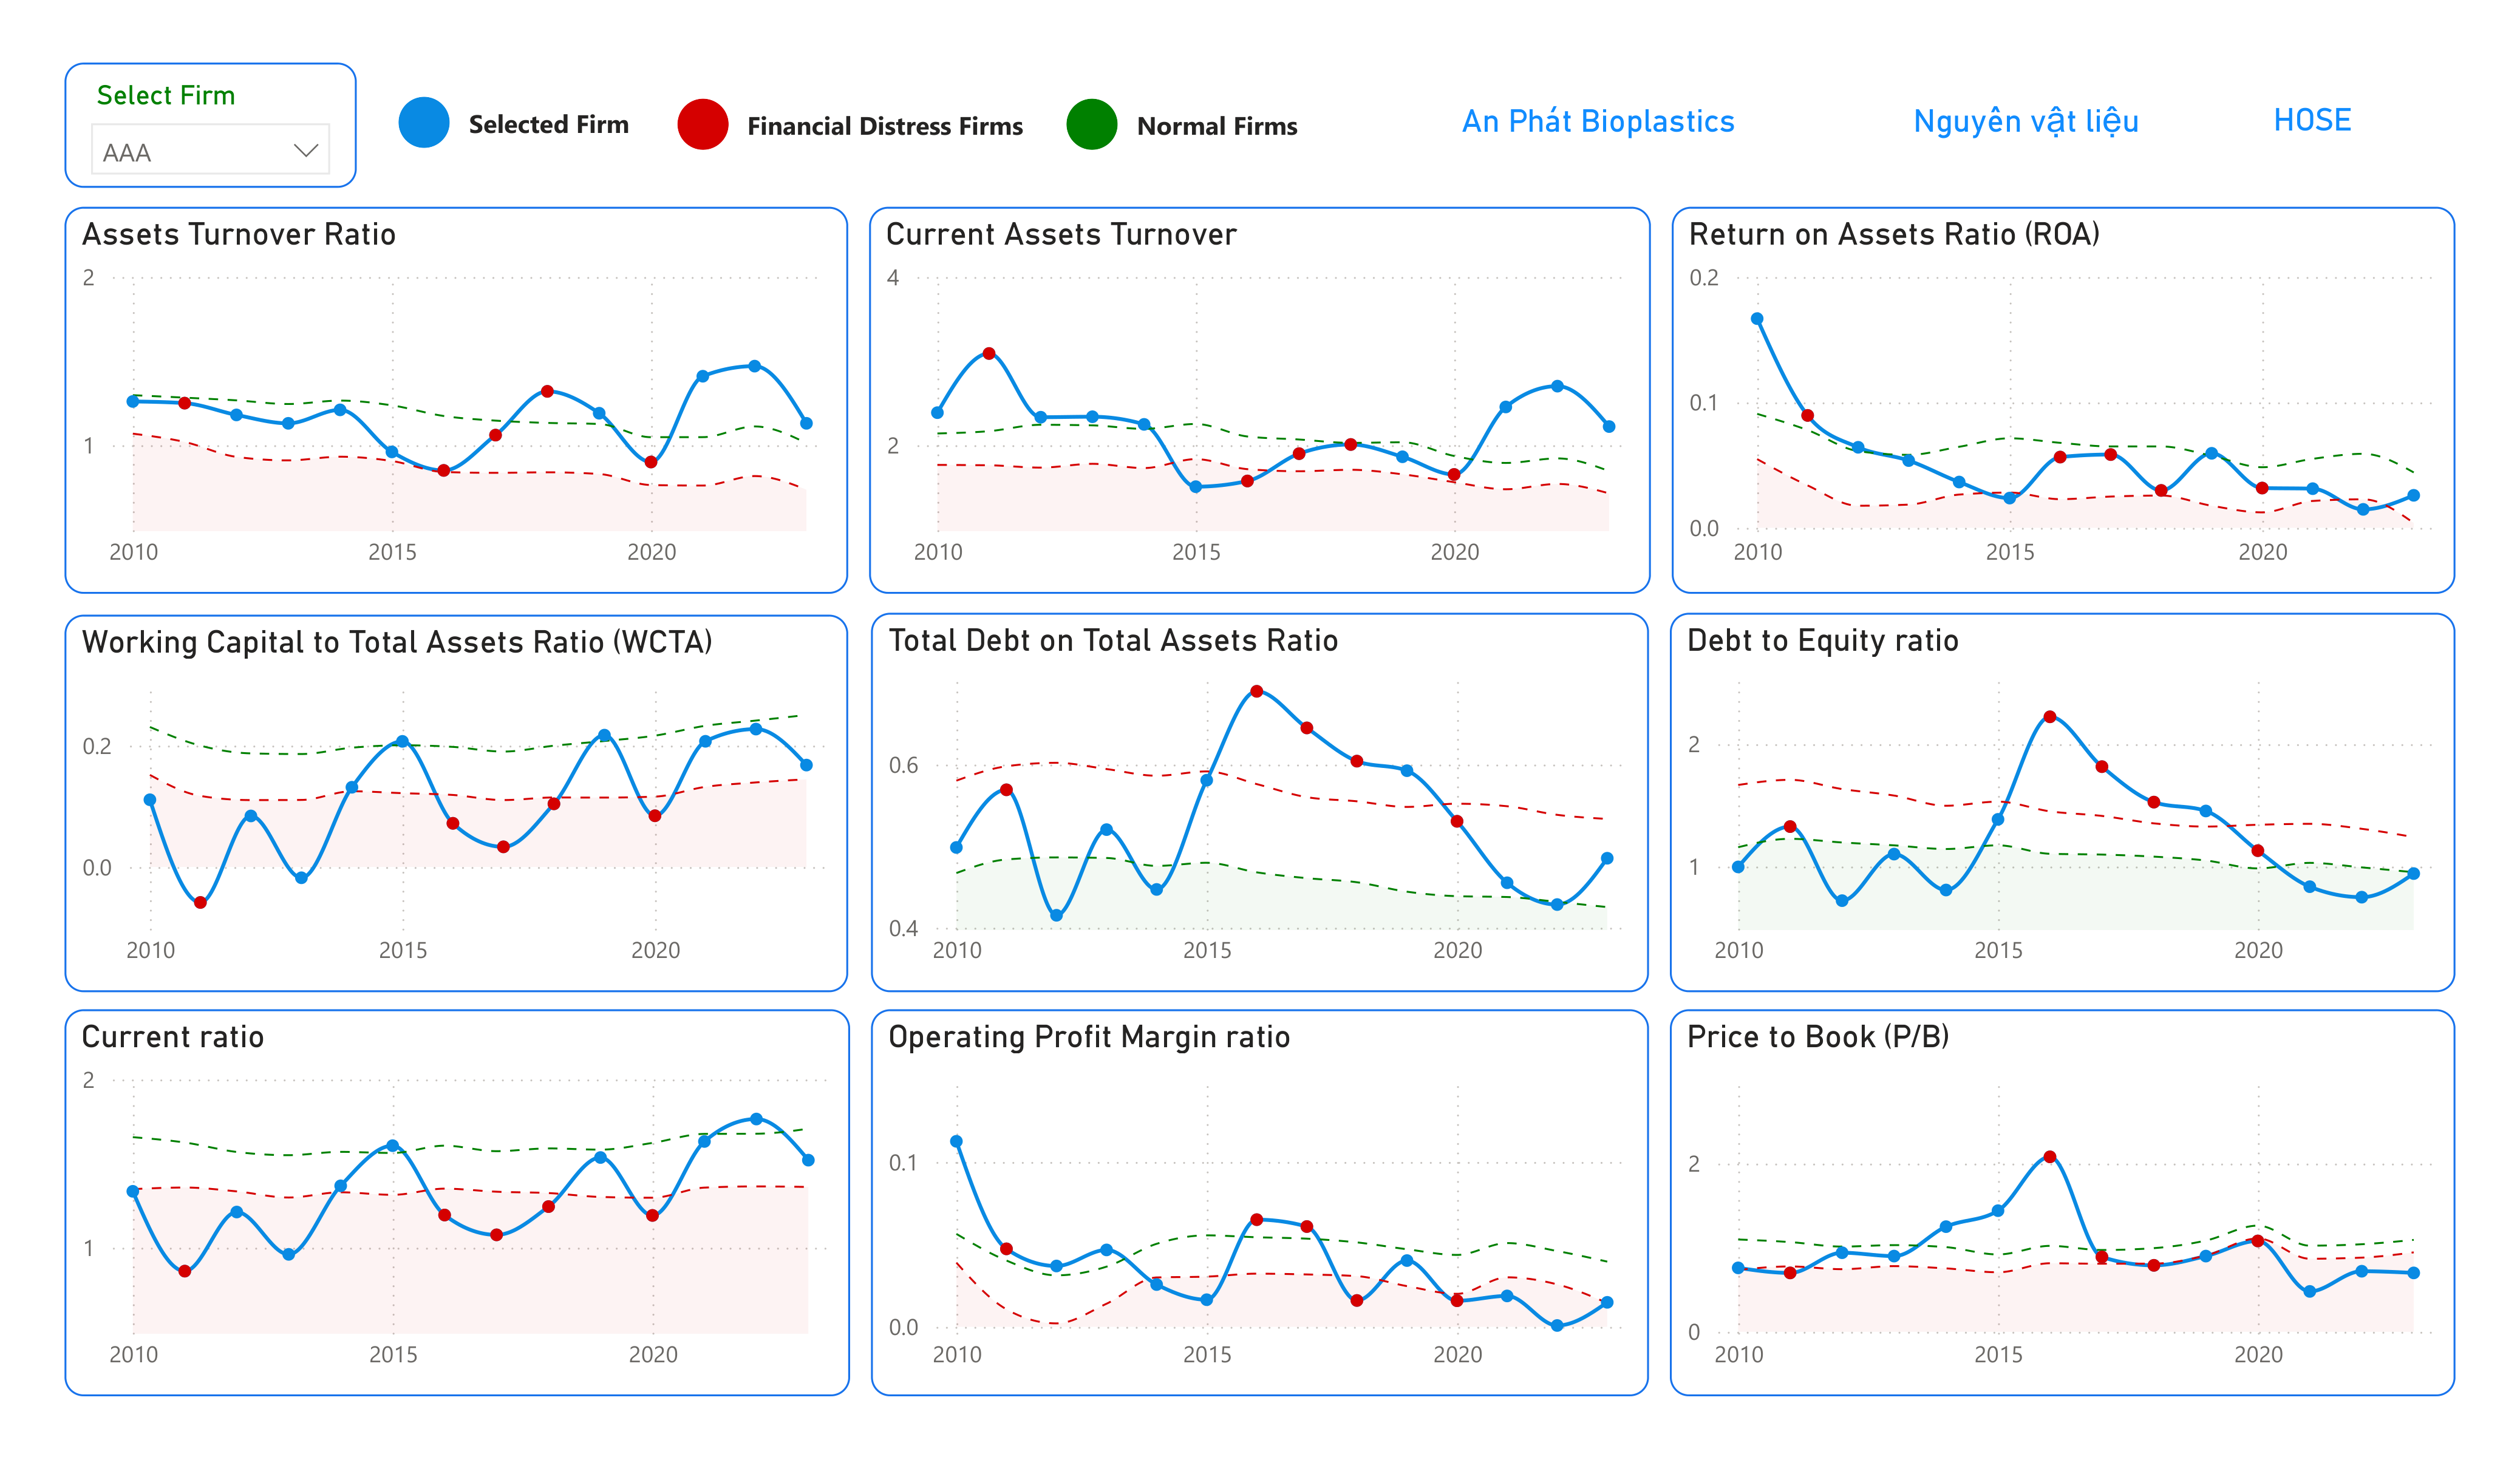 Select Firm
AAA
Selected Firm
Financial Distress Firms
Normal Firms
An Phát Bioplastics
Nguyên vật liệu
HOSE
Assets Turnover Ratio
2
1
2010 2015 2020
Current Assets Turnover
4
2
2010 2015 2020
Return on Assets Ratio (ROA)
0.2
0.1
0.0
2010 2015 2020
Working Capital to Total Assets Ratio (WCTA)
0.2
0.0
2010 2015 2020
Total Debt on Total Assets Ratio
0.6
0.4
2010 2015 2020
Debt to Equity ratio
2
1
2010 2015 2020
Current ratio
2
1
2010 2015 2020
Operating Profit Margin ratio
0.1
0.0
2010 2015 2020
Price to Book (P/B)
2
0
2010 2015 2020